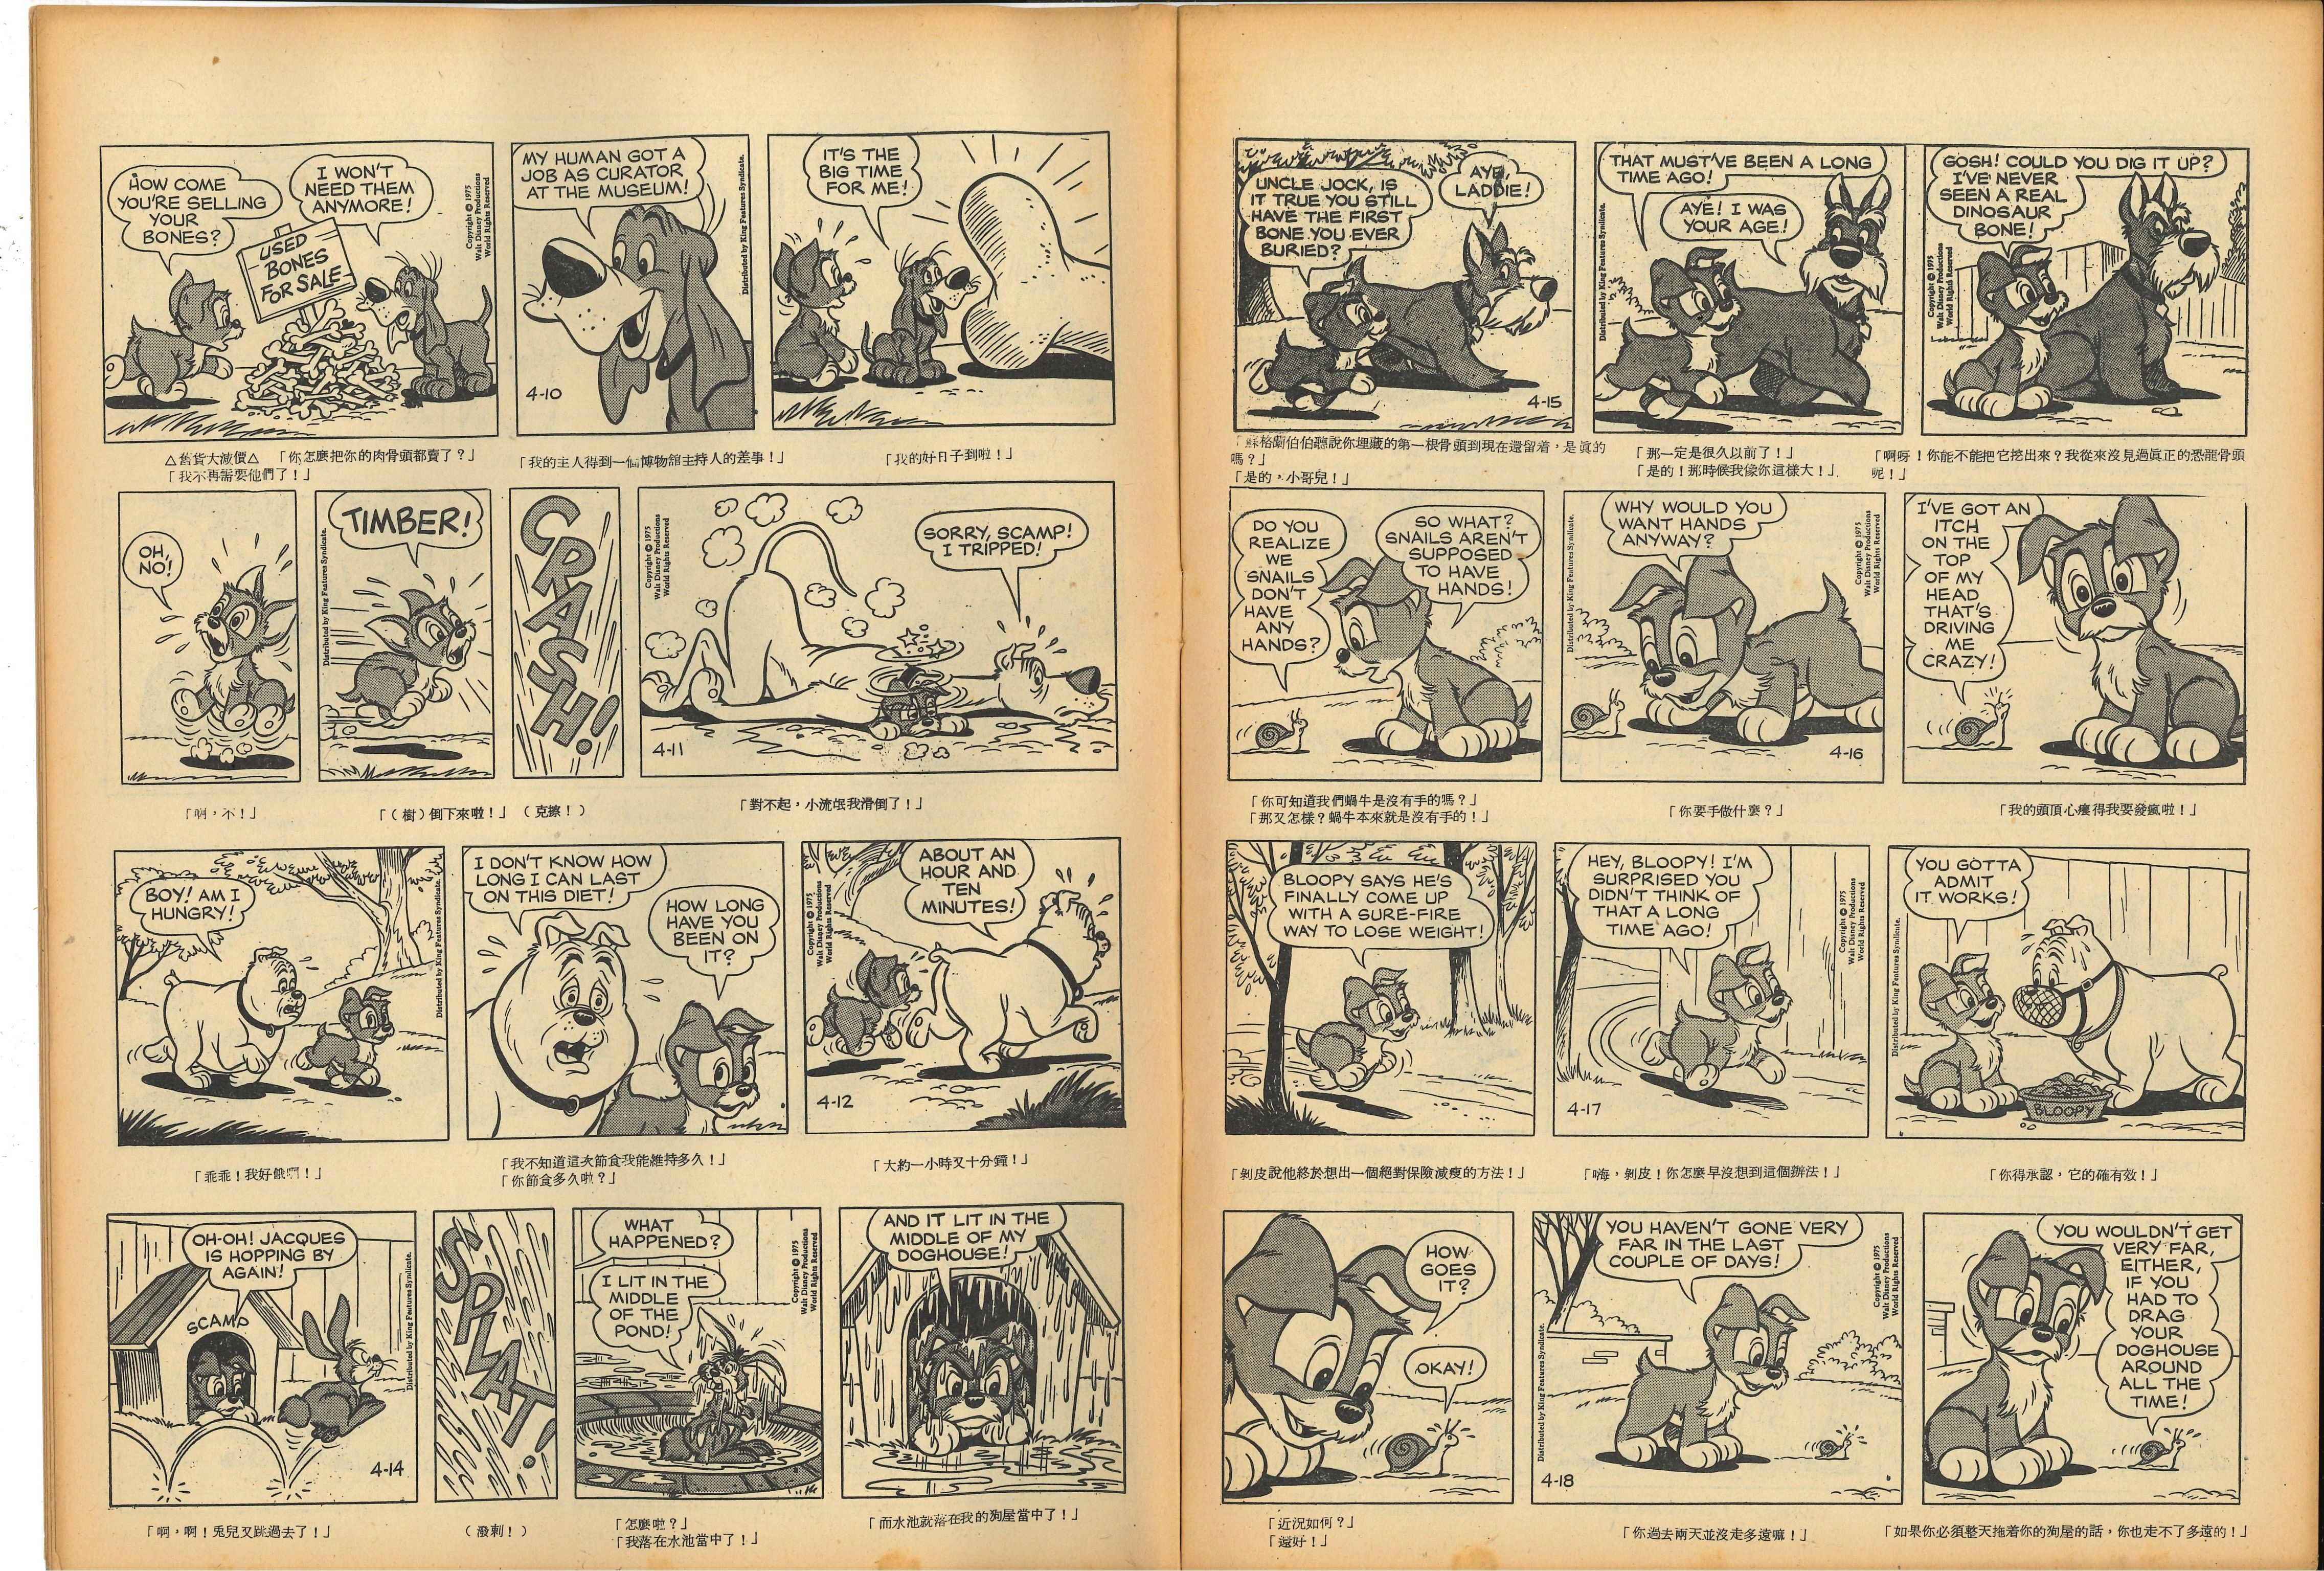 HOW COME
YOU'RE SELLING
YOUR
BONES?
I WON'T
NEED THEM
ANYMORE!
USED
BONES
FOR SALE
Copyright © 1975
Walt Disney Productions
World Rights Reserved
MY HUMAN GOT A
JOB AS CURATOR
AT THE MUSEUM!
4-10
Distributed by King Features Syndicate.
IT'S THE
BIG TIME
FOR ME!
△舊貨大減價△ 「你怎麼把你的肉骨頭都賣了？」
「我不再需要他們了！」
「我的主人得到一個博物館主持人的差事！」
「我的好日子到啦！」
OH,
NO!
TIMBER!
Distributed by King Features Syndicate.
CRASH!
Copyright © 1975
Walt Disney Productions
World Rights Reserved
SORRY, SCAMP!
I TRIPPED!
4-11
「啊，不！」
「（樹）倒下來啦！」
（克擦！）
「對不起，小流氓我滑倒了！」
BOY! AM I
HUNGRY!
Distributed by King Features Syndicate.
I DON'T KNOW HOW
LONG I CAN LAST
ON THIS DIET!
HOW LONG
HAVE YOU
BEEN ON
IT?
Copyright © 1975
Walt Disney Productions
World Rights Reserved
ABOUT AN
HOUR AND
TEN
MINUTES!
4-12
「乖乖！我好餓啊！」
「我不知道這次節食我能維持多久！」
「你節食多久啦？」
「大約一小時又十分鐘！」
OH-OH! JACQUES
IS HOPPING BY
AGAIN!
SCAMP
4-14
Distributed by King Features Syndicate.
SPLAT!
WHAT
HAPPENED?
I LIT IN THE
MIDDLE
OF THE
POND!
Copyright © 1975
Walt Disney Productions
World Rights Reserved
AND IT LIT IN THE
MIDDLE OF MY
DOGHOUSE!
「啊，啊！兎兒又跳過去了！」
（潑剌！）
「怎麼啦？」
「我落在水池當中了！」
「而水池就落在我的狗屋當中了！」
UNCLE JOCK, IS
IT TRUE YOU STILL
HAVE THE FIRST
BONE YOU EVER
BURIED?
AYE,
LADDIE!
4-15
THAT MUST'VE BEEN A LONG
TIME AGO!
AYE! I WAS
YOUR AGE!
Distributed by King Features Syndicate.
GOSH! COULD YOU DIG IT UP?
I'VE NEVER
SEEN A REAL
DINOSAUR
BONE!
Copyright © 1975
Walt Disney Productions
World Rights Reserved
「蘇格蘭伯伯聽說你埋藏的第一根骨頭到現在還留着，是眞的
嗎？」
「是的，小哥兒！」
「那一定是很久以前了！」
「是的！那時候我像你這樣大！」
「啊呀！你能不能把它挖出來？我從來沒見過眞正的恐龍骨頭
呢！」
DO YOU
REALIZE
WE
SNAILS
DON'T
HAVE
ANY
HANDS?
SO WHAT?
SNAILS AREN'T
SUPPOSED
TO HAVE
HANDS!
Distributed by King Features Syndicate.
WHY WOULD YOU
WANT HANDS
ANYWAY?
Copyright © 1975
Walt Disney Productions
World Rights Reserved
4-16
I'VE GOT AN
ITCH
ON THE
TOP
OF MY
HEAD
THAT'S
DRIVING
ME
CRAZY!
「你可知道我們蝸牛是沒有手的嗎？」
「那又怎樣？蝸牛本來就是沒有手的！」
「你要手做什麼？」
「我的頭頂心癢得我要發瘋啦！」
BLOOPY SAYS HE'S
FINALLY COME UP
WITH A SURE-FIRE
WAY TO LOSE WEIGHT!
HEY, BLOOPY! I'M
SURPRISED YOU
DIDN'T THINK OF
THAT A LONG
TIME AGO!
Copyright © 1975
Walt Disney Productions
World Rights Reserved
4-17
YOU GOTTA
ADMIT
IT WORKS!
Distributed by King Features Syndicate.
BLOOPY
「剝皮說他終於想出一個絕對保險減瘦的方法！」
「嗨，剝皮！你怎麼早沒想到這個辦法！」
「你得承認，它的確有效！」
HOW
GOES
IT?
OKAY!
YOU HAVEN'T GONE VERY
FAR IN THE LAST
COUPLE OF DAYS!
Copyright © 1975
Walt Disney Productions
World Rights Reserved
Distributed by King Features Syndicate.
4-18
YOU WOULDN'T GET
VERY FAR,
EITHER,
IF YOU
HAD TO
DRAG
YOUR
DOGHOUSE
AROUND
ALL THE
TIME!
「近況如何？」
「還好！」
「你過去兩天並沒走多遠嘛！」
「如果你必須整天拖着你的狗屋的話，你也走不了多遠的！」